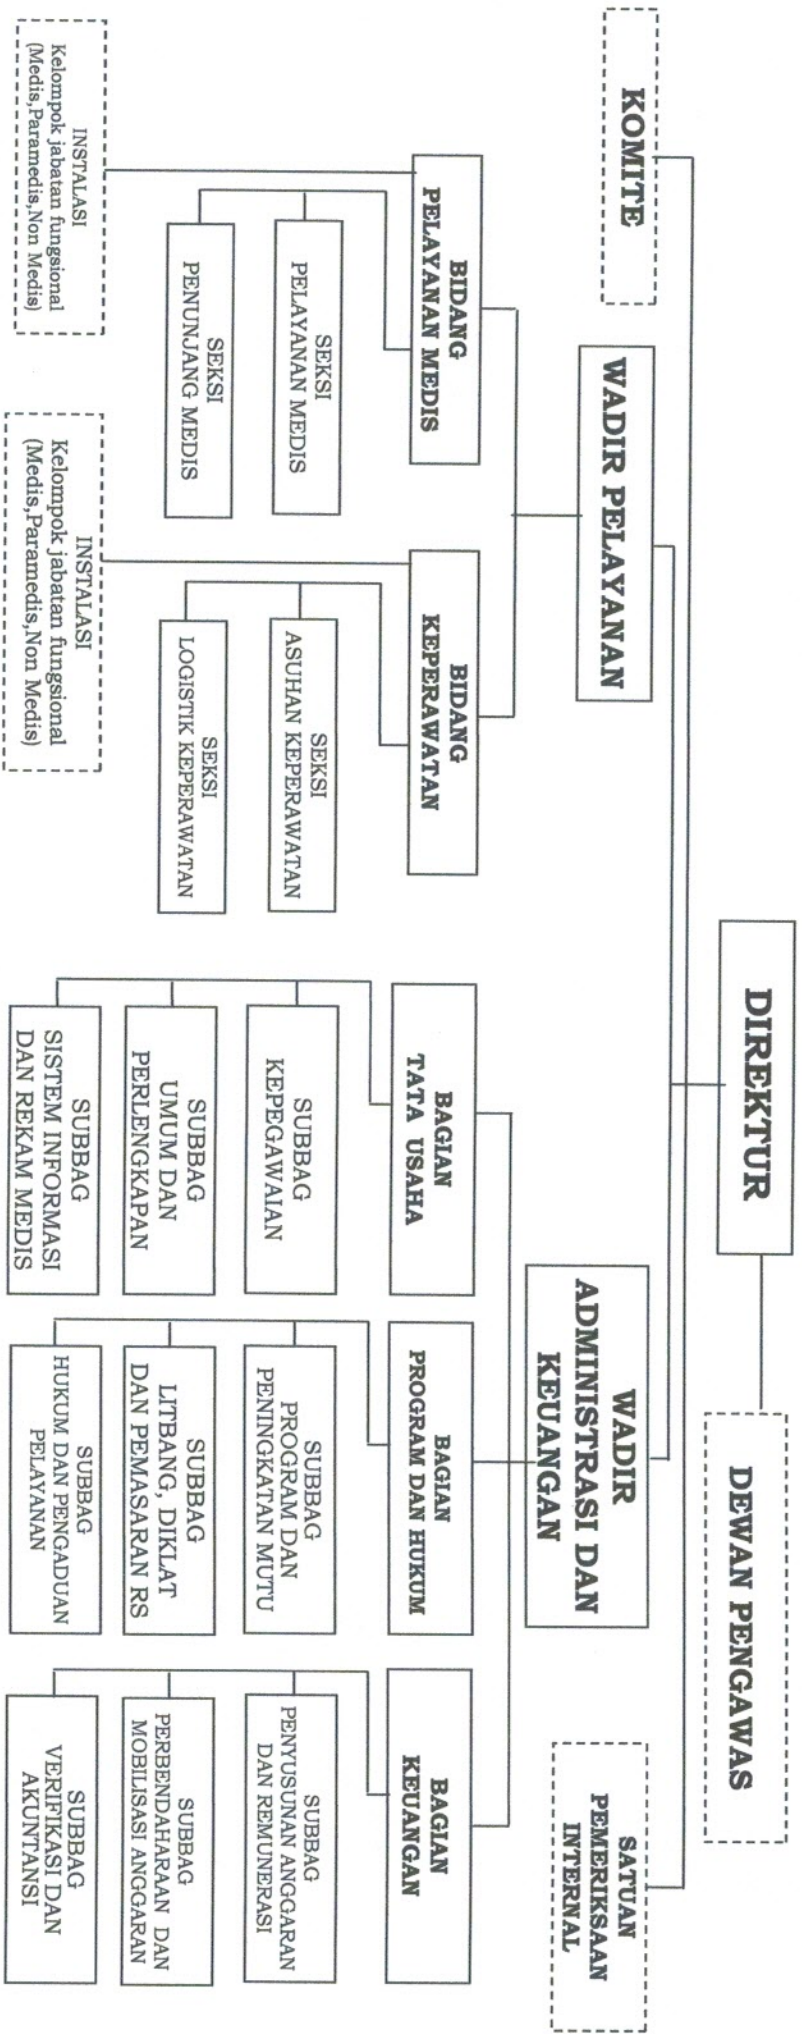 DIREKTUR
DEWAN PENGAWAS
KOMITE
SATUAN
PEMERIKSAAN
INTERNAL
WADIR PELAYANAN
WADIR
ADMINISTRASI DAN
KEUANGAN
BIDANG
PELAYANAN MEDIS
SEKSI
PELAYANAN MEDIS
SEKSI
PENUNJANG MEDIS
INSTALASI
Kelompok jabatan fungsional
(Medis,Paramedis,Non Medis)
BIDANG
KEPERAWATAN
SEKSI
ASUHAN KEPERAWATAN
SEKSI
LOGISTIK KEPERAWATAN
INSTALASI
Kelompok jabatan fungsional
(Medis,Paramedis,Non Medis)
BAGIAN
TATA USAHA
SUBBAG
KEPEGAWAIAN
SUBBAG
UMUM DAN
PERLENGKAPAN
SUBBAG
SISTEM INFORMASI
DAN REKAM MEDIS
BAGIAN
PROGRAM DAN HUKUM
SUBBAG
PROGRAM DAN
PENINGKATAN MUTU
SUBBAG
LITBANG, DIKLAT
DAN PEMASARAN RS
SUBBAG
HUKUM DAN PENGADUAN
PELAYANAN
BAGIAN
KEUANGAN
SUBBAG
PENYUSUNAN ANGGARAN
DAN REMUNERASI
SUBBAG
PERBENDAHARAAN DAN
MOBILISASI ANGGARAN
SUBBAG
VERIFIKASI DAN
AKUNTANSI